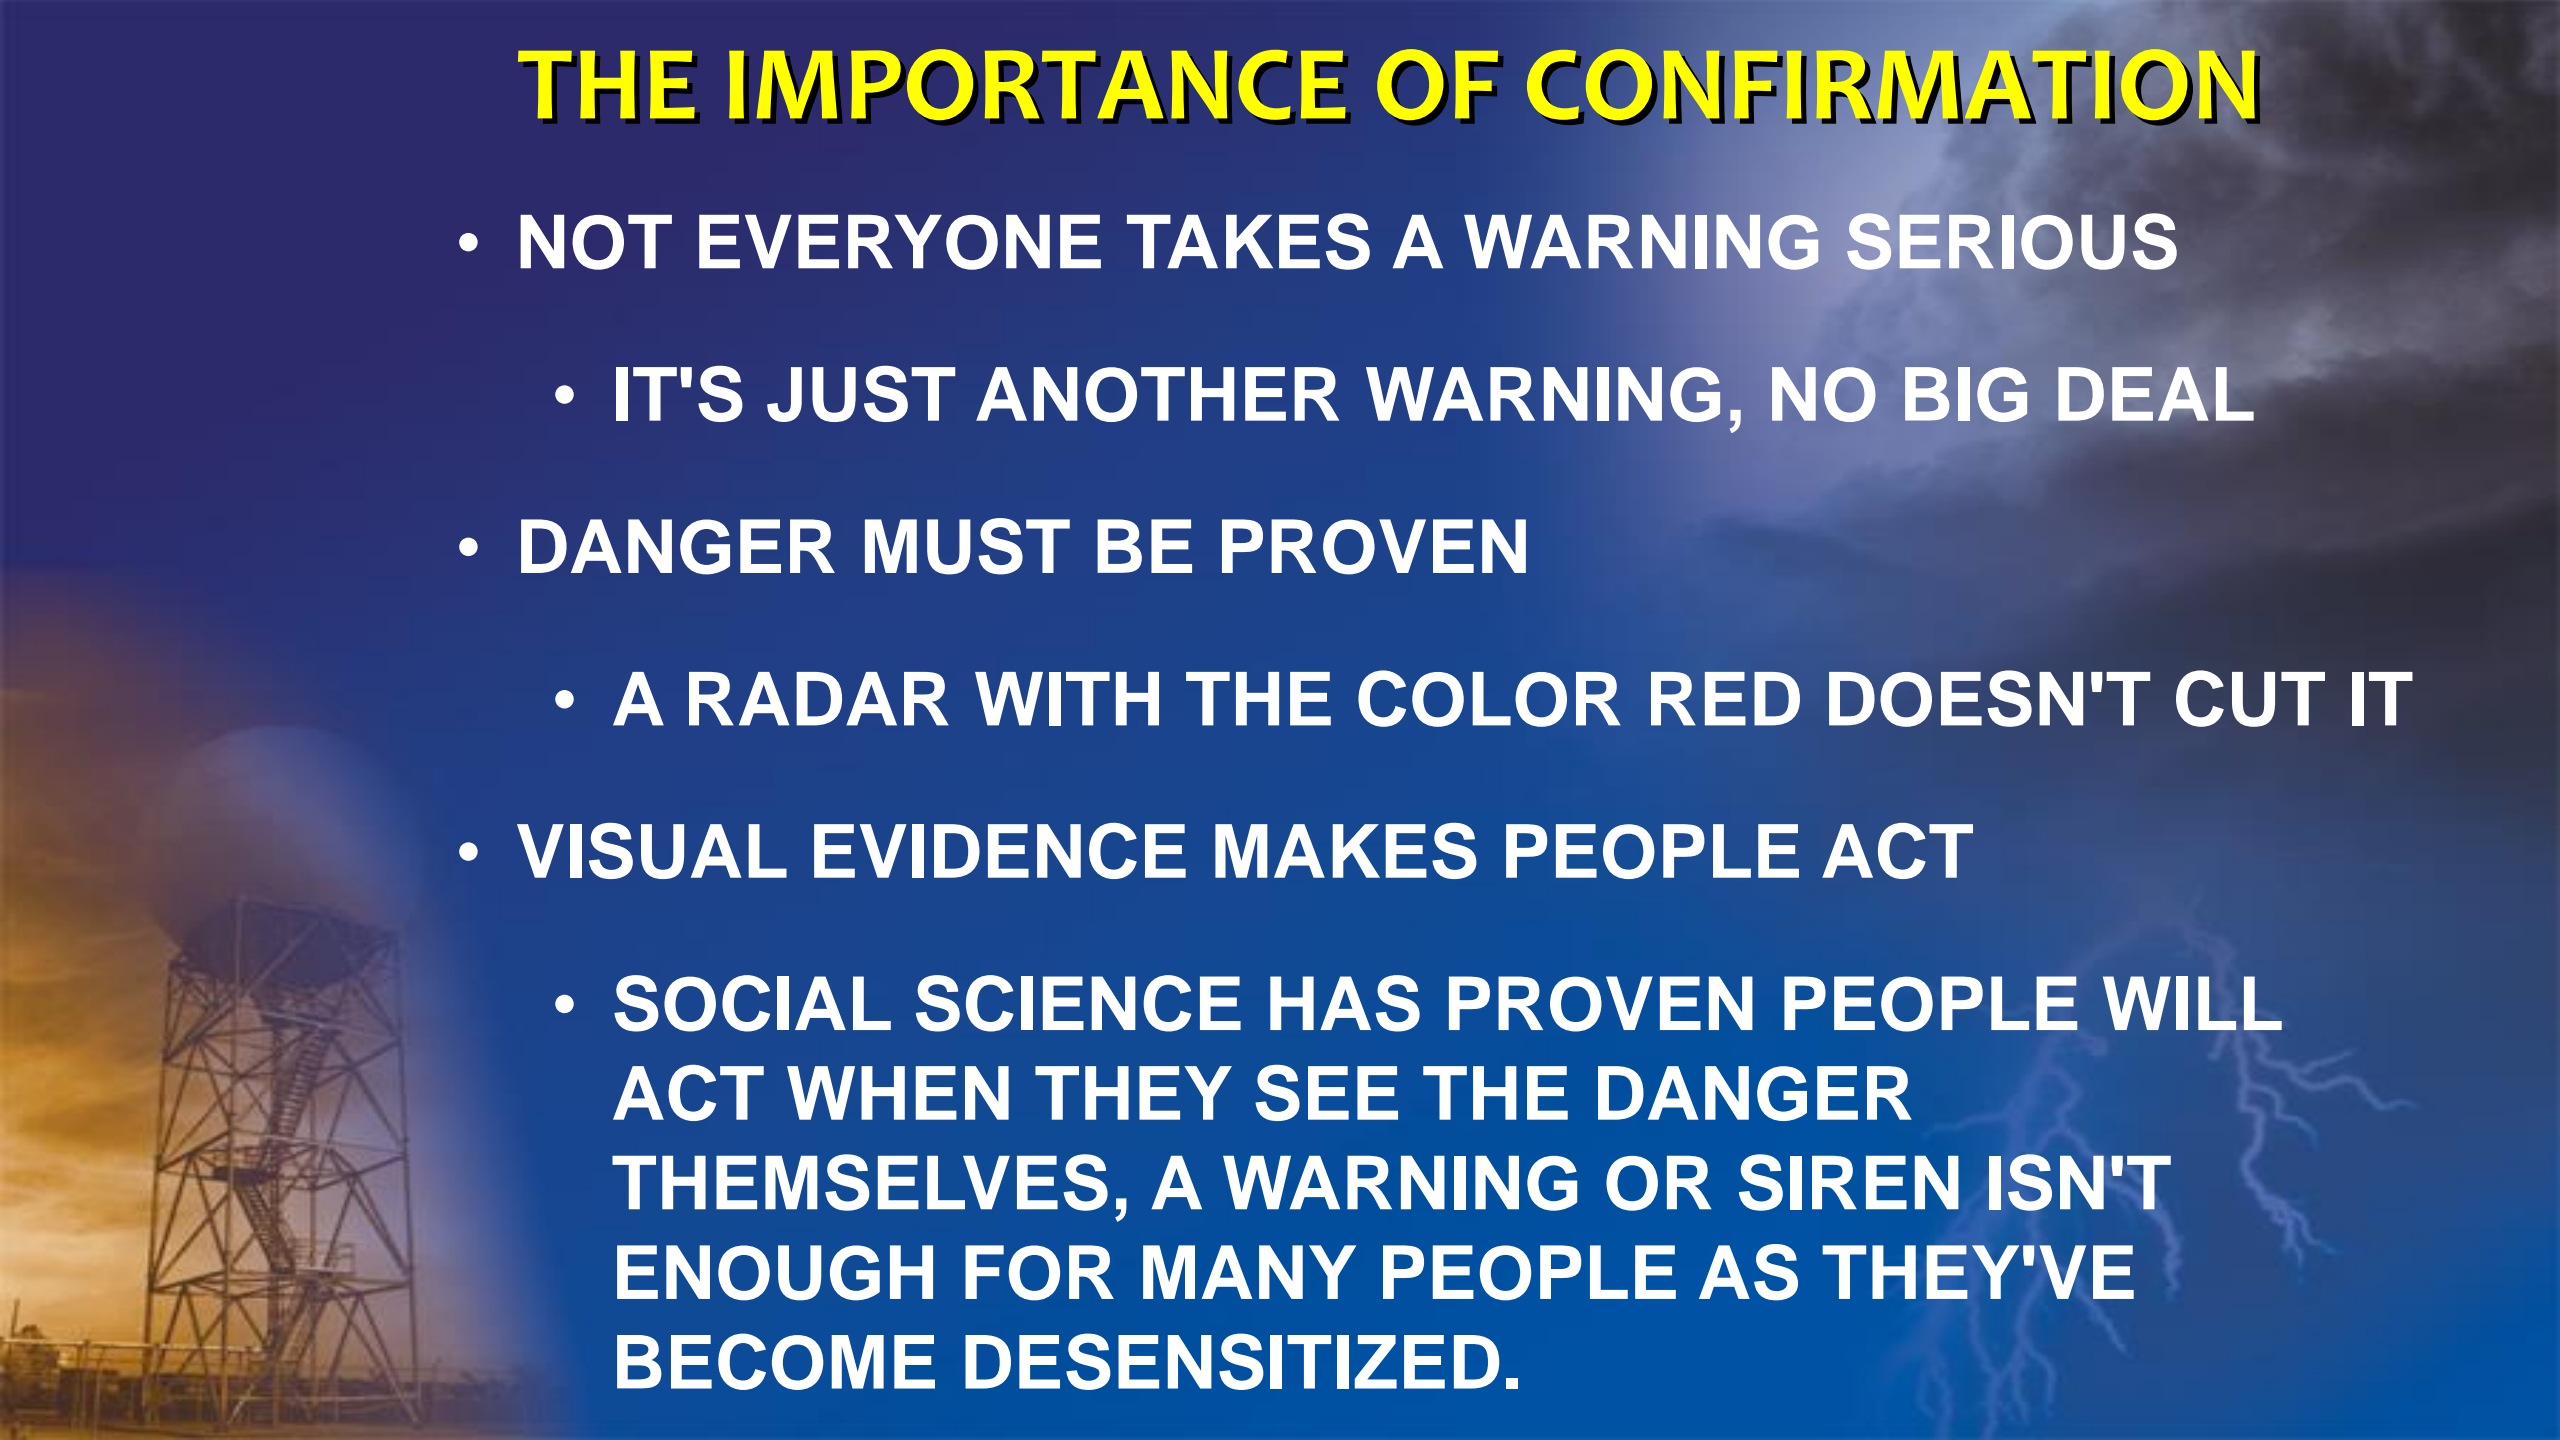 THE IMPORTANCE OF CONFIRMATION
• NOT EVERYONE TAKES A WARNING SERIOUS
• IT'S JUST ANOTHER WARNING, NO BIG DEAL
• DANGER MUST BE PROVEN
• A RADAR WITH THE COLOR RED DOESN'T CUT IT
• VISUAL EVIDENCE MAKES PEOPLE ACT
• SOCIAL SCIENCE HAS PROVEN PEOPLE WILL
ACT WHEN THEY SEE THE DANGER
THEMSELVES, A WARNING OR SIREN ISN'T
ENOUGH FOR MANY PEOPLE AS THEY'VE
BECOME DESENSITIZED.